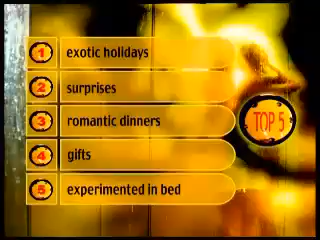 1 exotic holidays
2 surprises
3 romantic dinners
4 gifts
5 experimented in bed
TOP 5